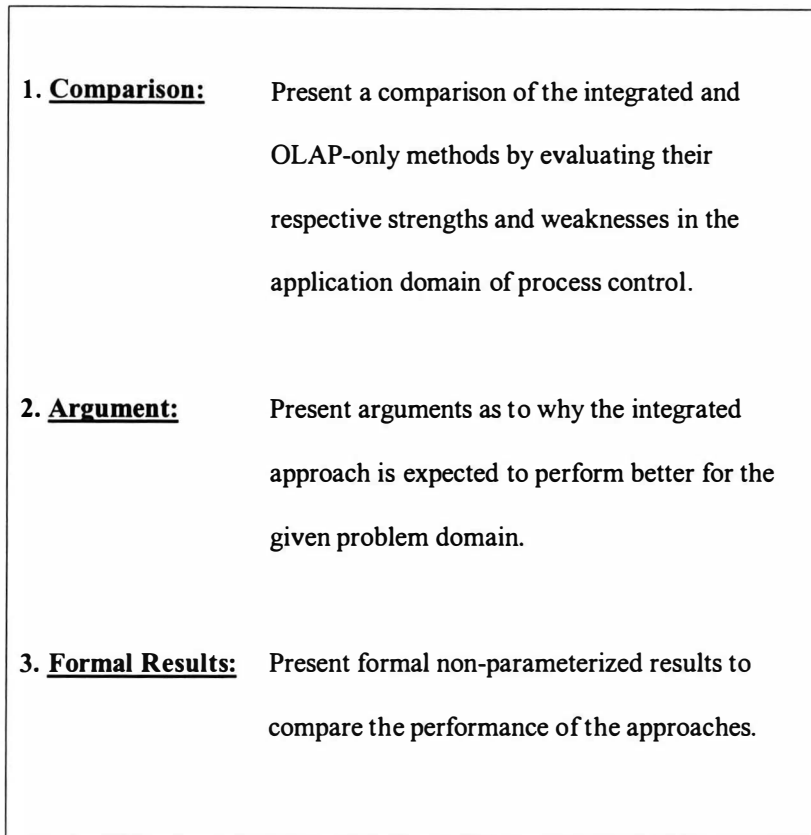 1. Comparison: Present a comparison of the integrated and
OLAP-only methods by evaluating their
respective strengths and weaknesses in the
application domain of process control.
2. Argument: Present arguments as to why the integrated
approach is expected to perform better for the
given problem domain.
3. Formal Results: Present formal non-parameterized results to
compare the performance of the approaches.